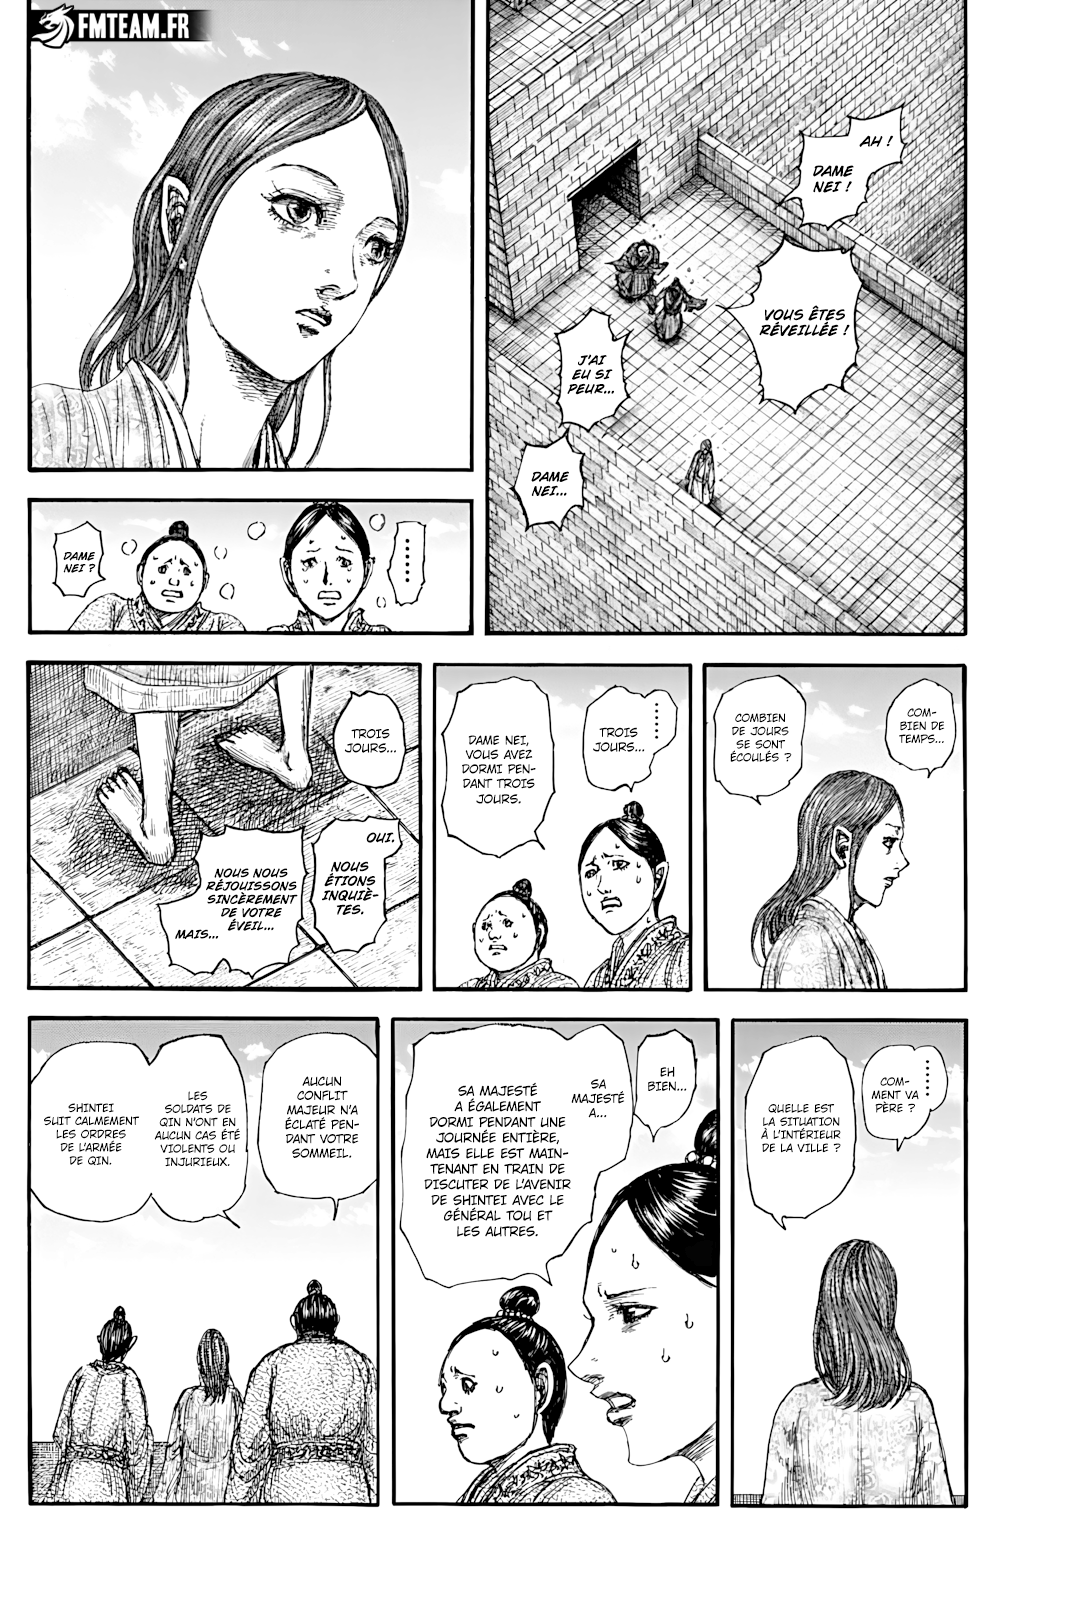 FMTEAM.FR
AH !
DAME
NEI !
VOUS ÊTES
RÉVEILLÉE !
J'AI
EU SI
PEUR...
DAME
NEI...
......
DAME
NEI ?
COM-
BIEN DE
TEMPS...
COMBIEN
DE JOURS
SE SONT
ÉCOULÉS ?
......
TROIS
JOURS...
DAME NEI,
VOUS AVEZ
DORMI PEN-
DANT TROIS
JOURS.
TROIS
JOURS...
OUI.
NOUS
ÉTIONS
INQUIÈ-
TES.
NOUS NOUS
RÉJOUISSONS
SINCÈREMENT
DE VOTRE
ÉVEIL...
MAIS...
......
COM-
MENT VA
PÈRE ?
QUELLE EST
LA SITUATION
À L'INTÉRIEUR
DE LA VILLE ?
EH
BIEN...
SA
MAJESTÉ
A...
SA MAJESTÉ
A ÉGALEMENT
DORMI PENDANT UNE
JOURNÉE ENTIÈRE,
MAIS ELLE EST MAIN-
TENANT EN TRAIN DE
DISCUTER DE L'AVENIR
DE SHINTEI AVEC LE
GÉNÉRAL TOU ET
LES AUTRES.
AUCUN
CONFLIT
MAJEUR N'A
ÉCLATÉ PEN-
DANT VOTRE
SOMMEIL.
LES
SOLDATS DE
QIN N'ONT EN
AUCUN CAS ÉTÉ
VIOLENTS OU
INJURIEUX.
SHINTEI
SUIT CALMEMENT
LES ORDRES
DE L'ARMÉE
DE QIN.